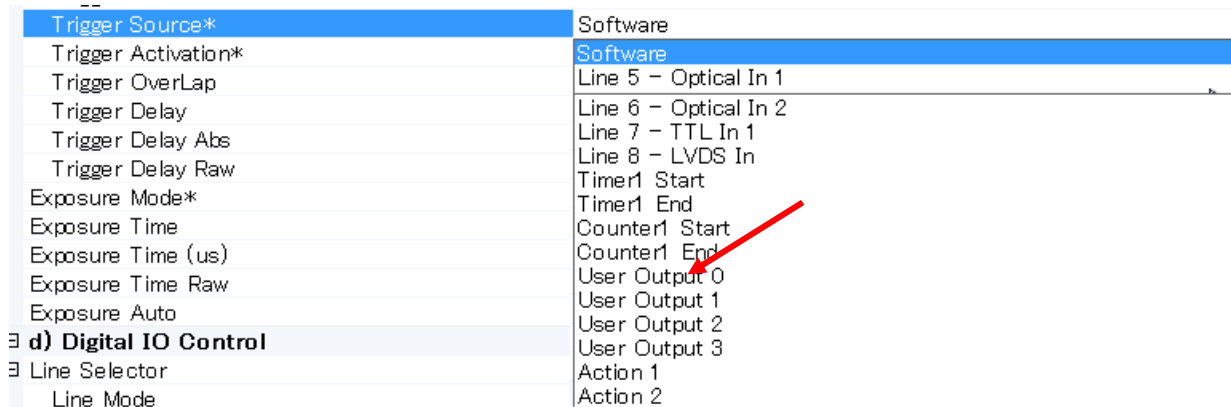 Trigger Source* Software
Trigger Activation* Software
Trigger OverLap Line 5 - Optical In 1
Trigger Delay Line 6 - Optical In 2
Trigger Delay Abs Line 7 - TTL In 1
Trigger Delay Raw Line 8 - LVDS In
Exposure Mode* Timer1 Start
Timer1 End
Exposure Time Counter1 Start
Exposure Time (us) Counter1 End
Exposure Time Raw User Output 0
User Output 1
Exposure Auto User Output 2
d) Digital IO Control User Output 3
Line Selector Action 1
Line Mode Action 2